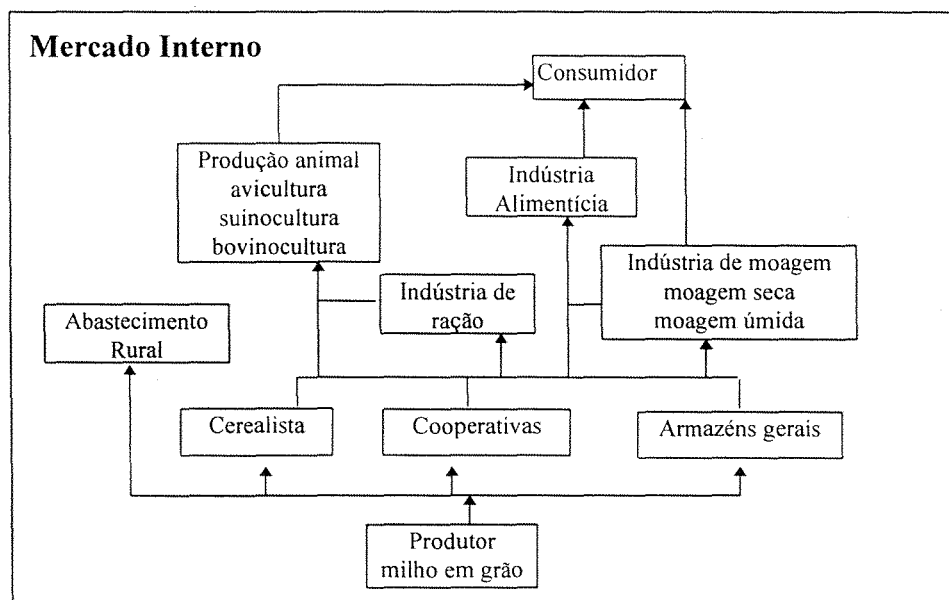 Mercado Interno
Consumidor
Produção animal
avicultura
suinocultura
bovinocultura
Indústria
Alimentícia
Indústria de moagem
moagem seca
moagem úmida
Indústria de
ração
Abastecimento
Rural
Cerealista
Cooperativas
Armazéns gerais
Produtor
milho em grão